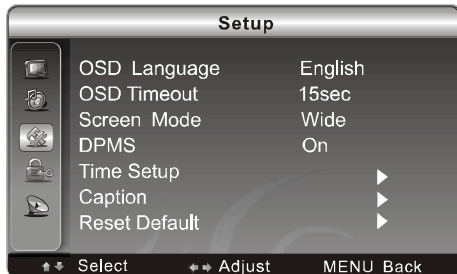 Setup
OSD Language English
OSD Timeout 15sec
Screen Mode Wide
DPMS On
Time Setup
Caption
Reset Default
Select Adjust MENU Back